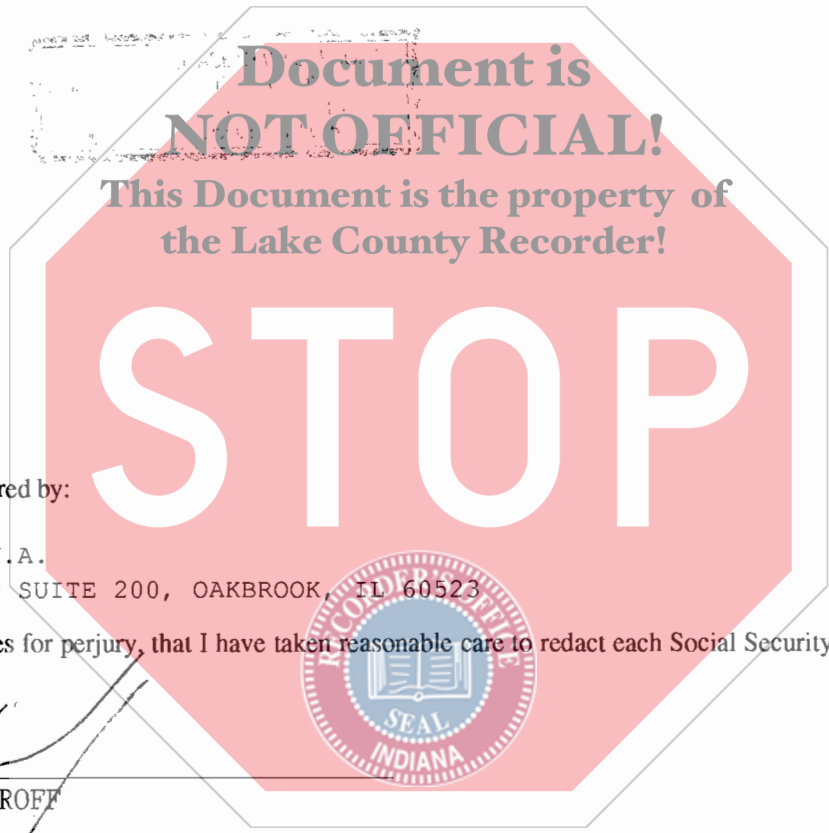 Document is
NOT OFFICIAL!
This Document is the property of
the Lake County Recorder!
STOP
red by:
.A.
SUITE 200, OAKBROOK, IL 60523
es for perjury, that I have taken reasonable care to redact each Social Security
RECORDER'S OFFICE
SEAL
INDIANA
ROFF